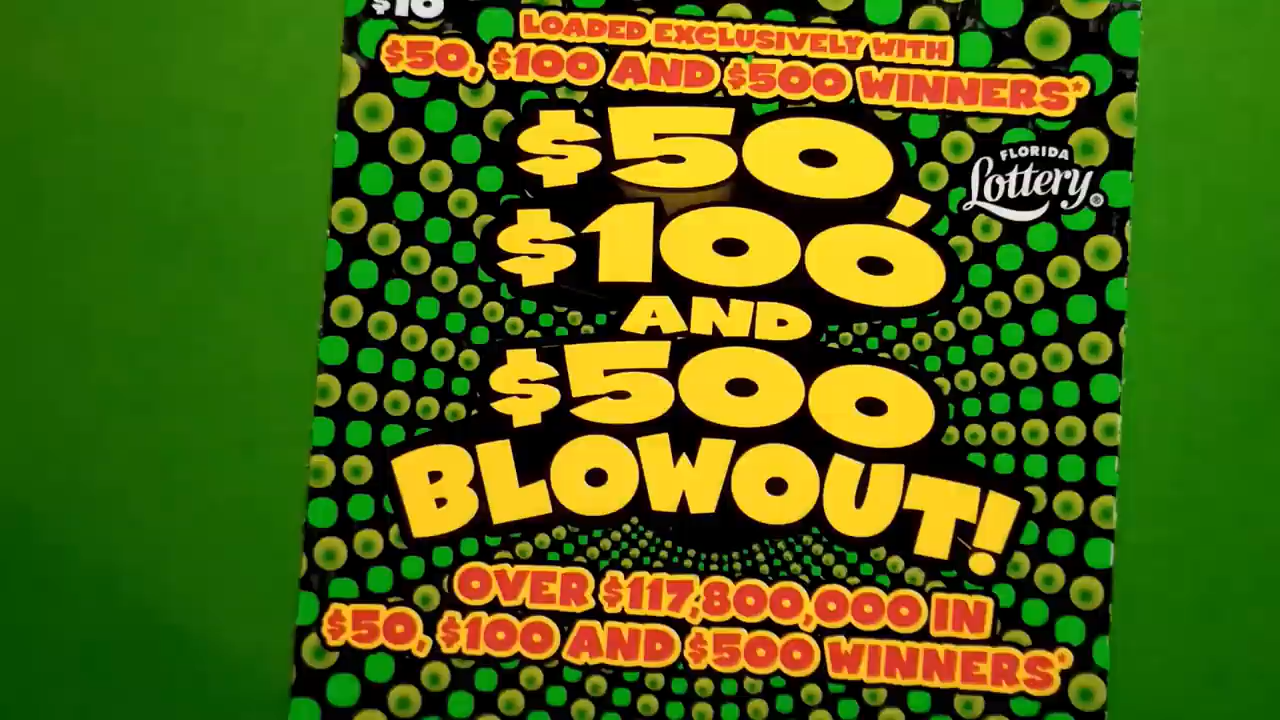 $10
LOADED EXCLUSIVELY WITH
$50, $100 AND $500 WINNERS*
$50,
$100
AND
$500
BLOWOUT!
FLORIDA
Lottery®
OVER $117,800,000 IN
$50, $100 AND $500 WINNERS*